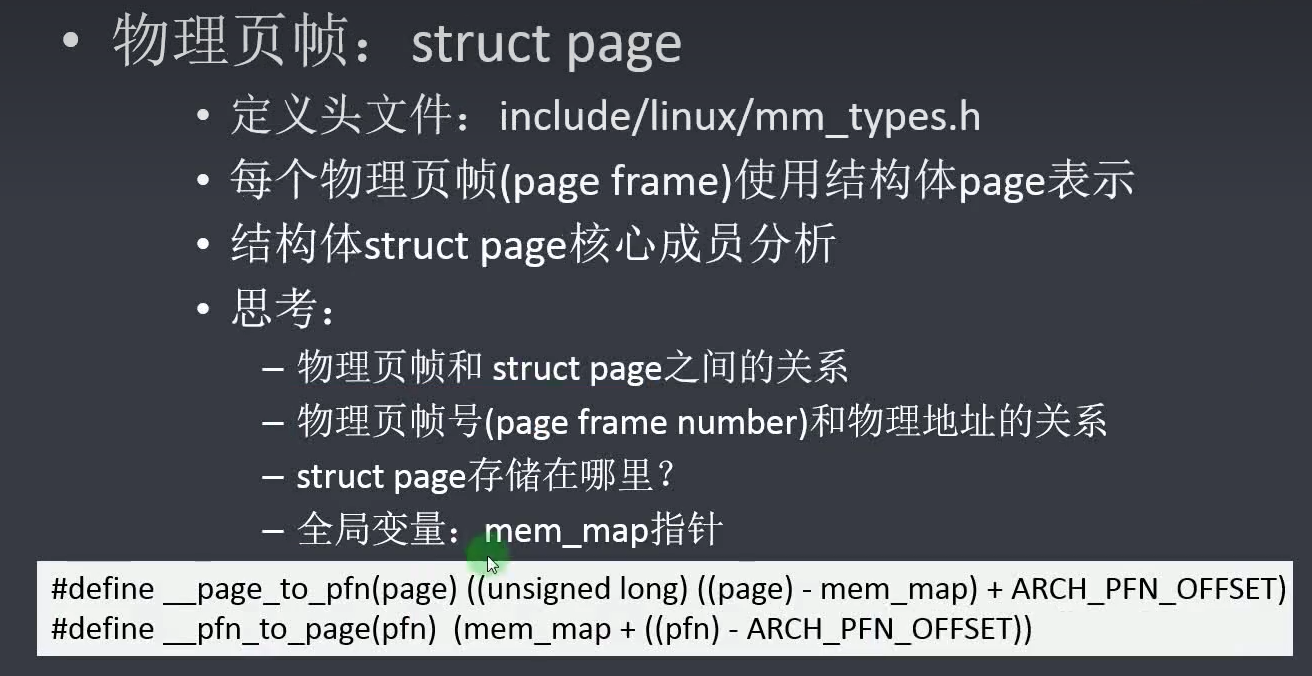 • 物理页帧：struct page
• 定义头文件：include/linux/mm_types.h
• 每个物理页帧(page frame)使用结构体page表示
• 结构体struct page核心成员分析
• 思考：
– 物理页帧和 struct page之间的关系
– 物理页帧号(page frame number)和物理地址的关系
– struct page存储在哪里？
– 全局变量：mem_map指针
#define __page_to_pfn(page) ((unsigned long) ((page) - mem_map) + ARCH_PFN_OFFSET)
#define __pfn_to_page(pfn) (mem_map + ((pfn) - ARCH_PFN_OFFSET))